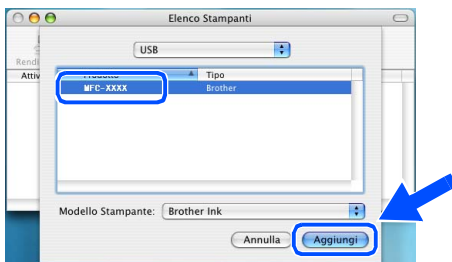 Elenco Stampanti
USB
Rendi
Attiv
Prodotto Tipo
MFC-XXXX Brother
Modello Stampante: Brother Ink
Annulla Aggiungi